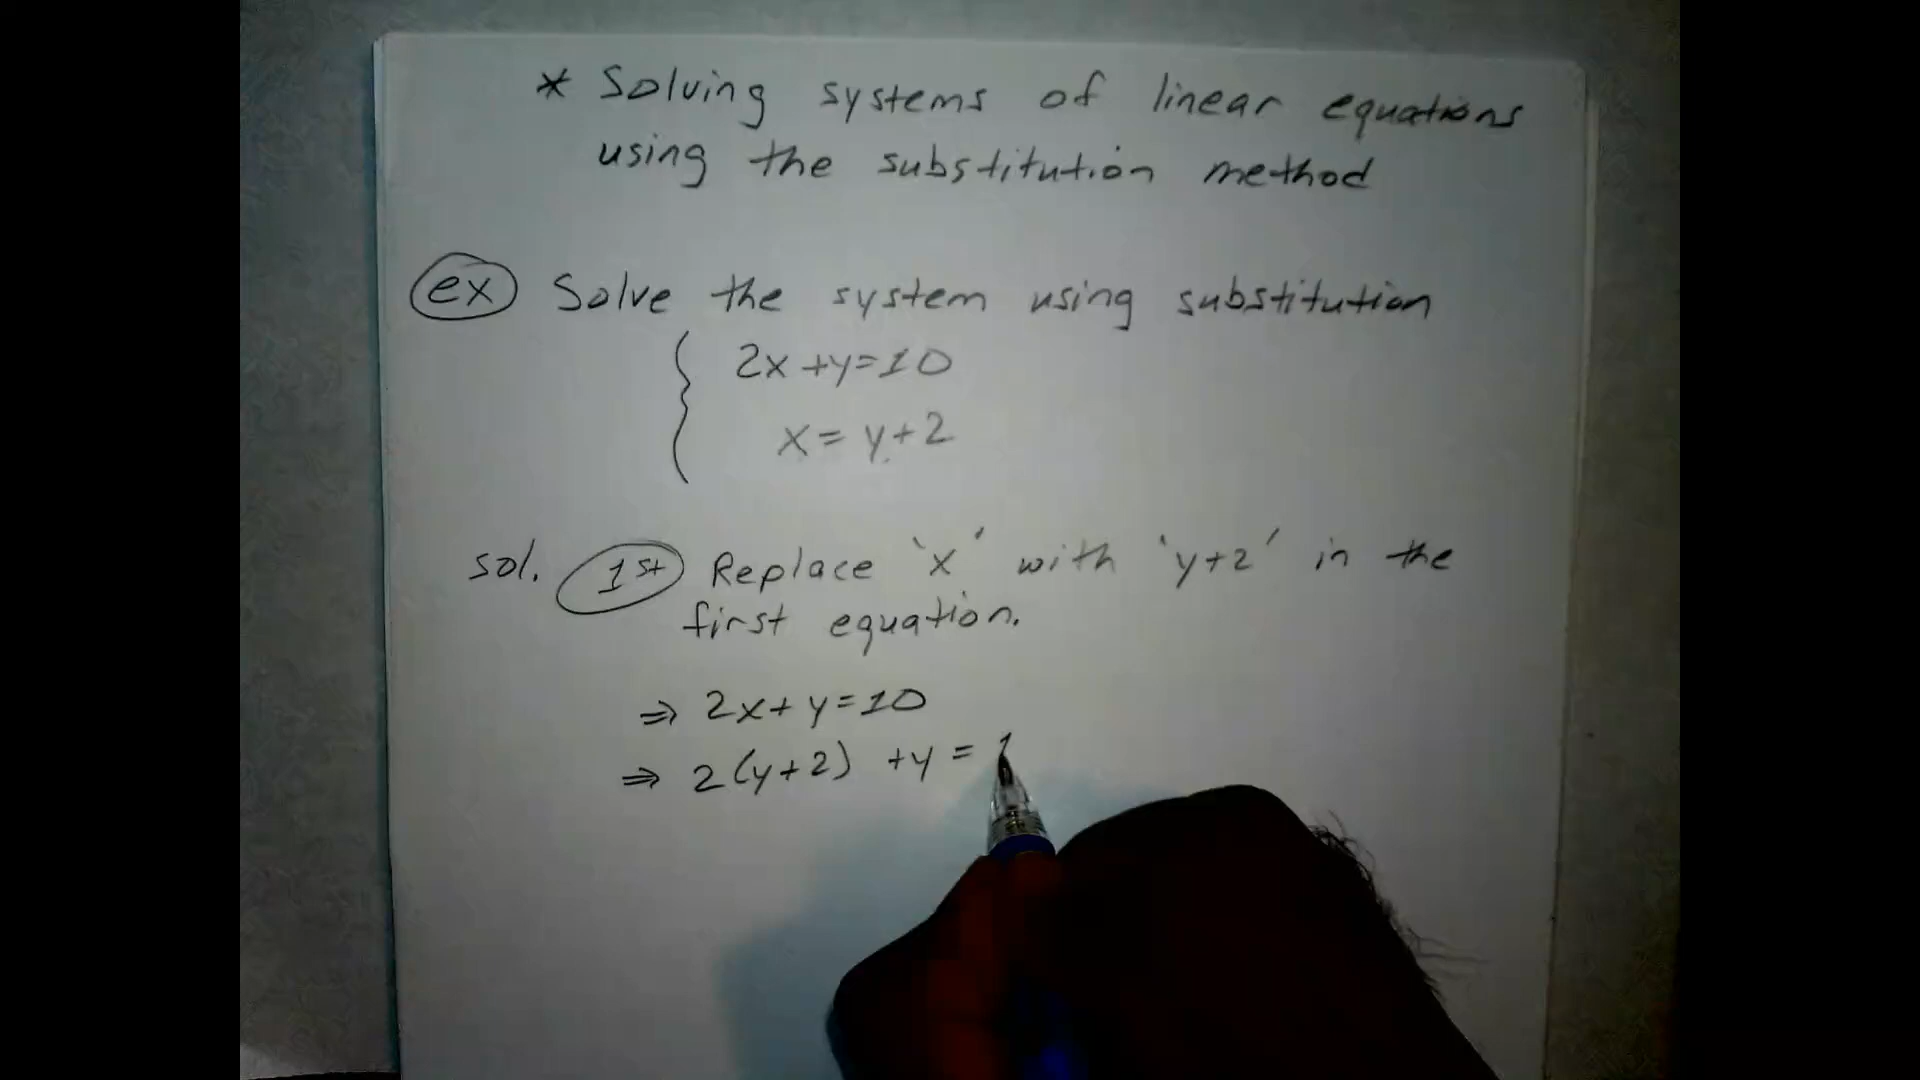 * Solving systems of linear equations
using the substitution method
ex Solve the system using substitution
2x+y=10
x=y+2
sol. 1st Replace 'x' with 'y+2' in the
first equation.
⇒ 2x+y=10
⇒ 2(y+2) +y = 1